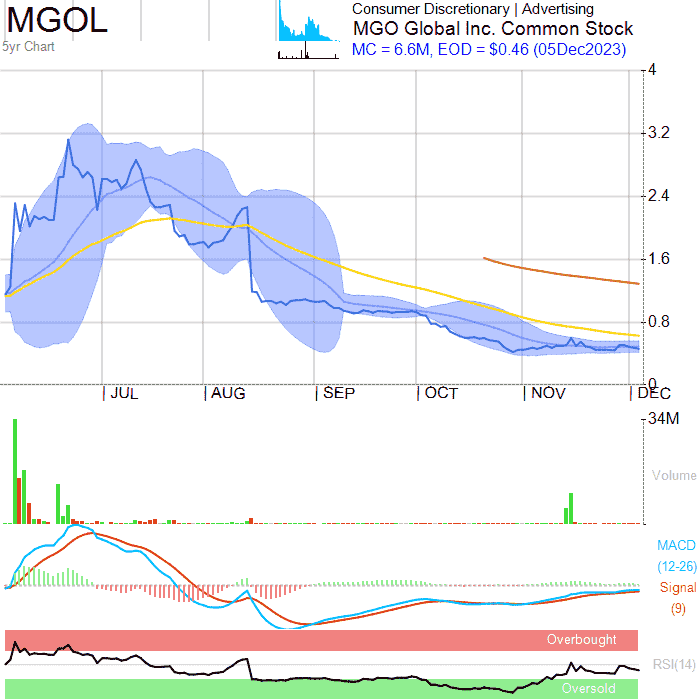 MGOL
5yr Chart
Consumer Discretionary | Advertising
MGO Global Inc. Common Stock
MC = 6.6M, EOD = $0.46 (05Dec2023)
4
3.2
2.4
1.6
0.8
0
JUL AUG SEP OCT NOV DEC
34M
Volume
MACD
(12-26)
Signal
(9)
Overbought
RSI(14)
Oversold